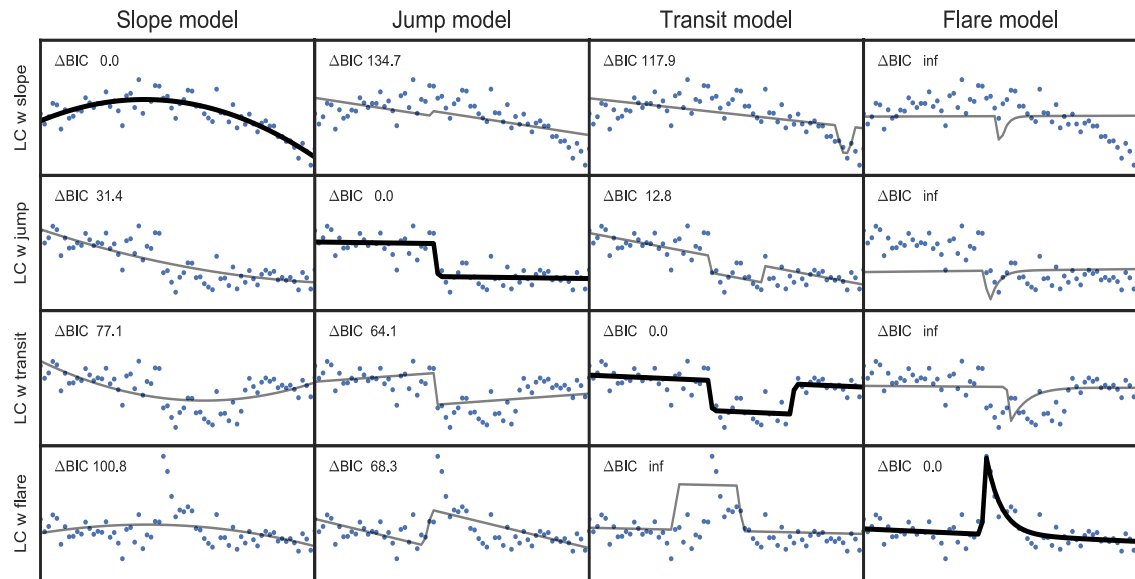 Slope model Jump model Transit model Flare model
LC w slope
ΔBIC 0.0 ΔBIC 134.7 ΔBIC 117.9 ΔBIC inf
LC w jump
ΔBIC 31.4 ΔBIC 0.0 ΔBIC 12.8 ΔBIC inf
LC w transit
ΔBIC 77.1 ΔBIC 64.1 ΔBIC 0.0 ΔBIC inf
LC w flare
ΔBIC 100.8 ΔBIC 68.3 ΔBIC inf ΔBIC 0.0